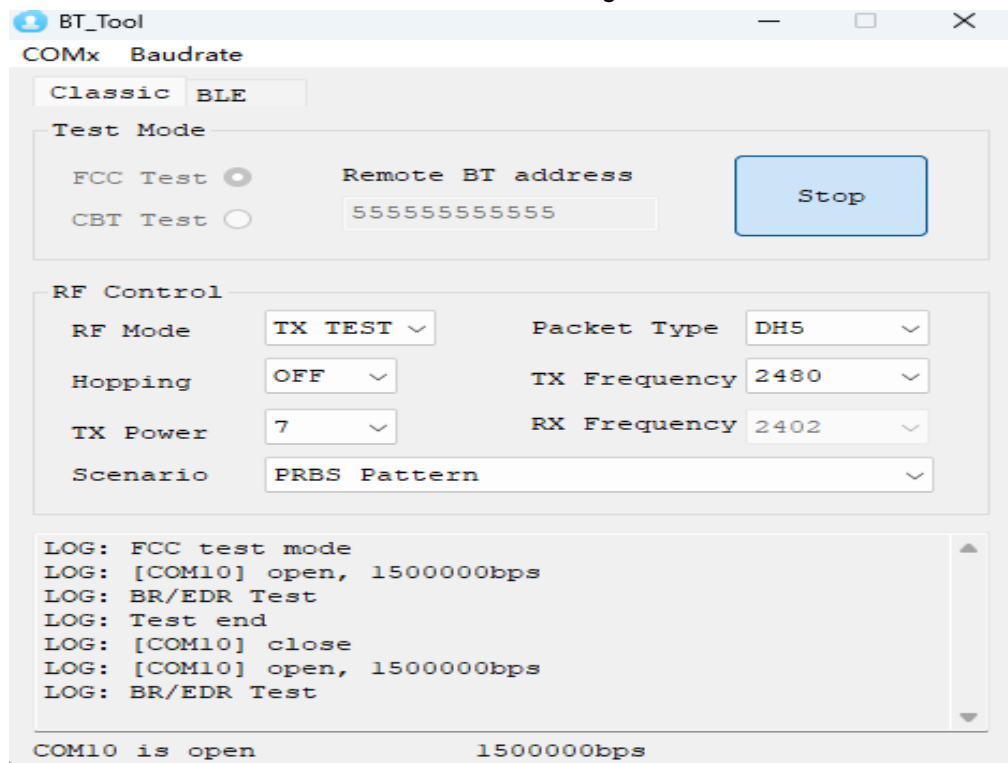 BT_Tool
COMx Baudrate
Classic BLE
Test Mode
FCC Test
Remote BT address
Stop
CBT Test
555555555555
RF Control
RF Mode TX TEST Packet Type DH5
Hopping OFF TX Frequency 2480
TX Power 7 RX Frequency 2402
Scenario PRBS Pattern
LOG: FCC test mode
LOG: [COM10] open, 1500000bps
LOG: BR/EDR Test
LOG: Test end
LOG: [COM10] close
LOG: [COM10] open, 1500000bps
LOG: BR/EDR Test
COM10 is open 1500000bps